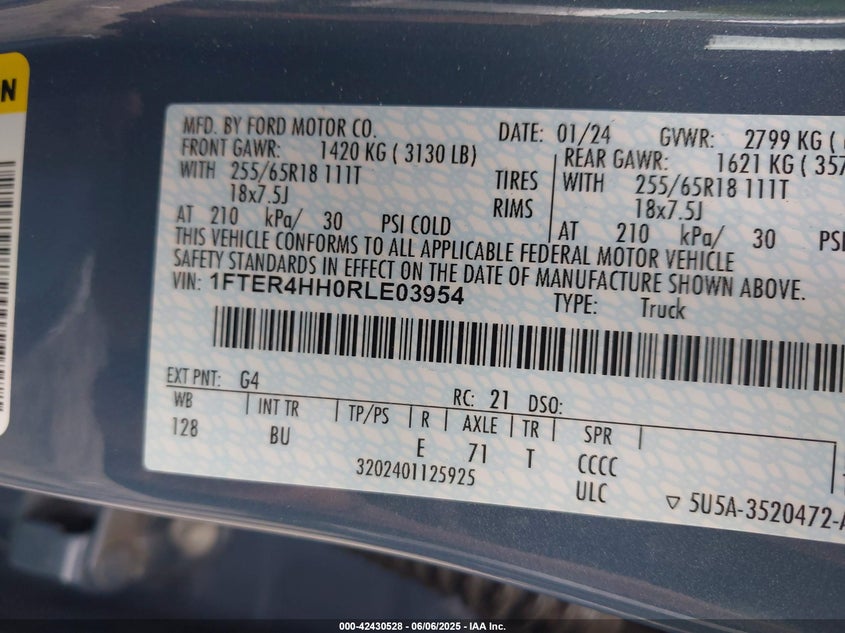 N
MFD. BY FORD MOTOR CO. DATE: 01/24 GVWR: 2799 KG (
FRONT GAWR: 1420 KG ( 3130 LB) REAR GAWR: 1621 KG ( 357
WITH 255/65R18 111T TIRES WITH 255/65R18 111T
18x7.5J RIMS 18x7.5J
AT 210 kPa/ 30 PSI COLD AT 210 kPa/ 30 PSI
THIS VEHICLE CONFORMS TO ALL APPLICABLE FEDERAL MOTOR VEHICLE
SAFETY STANDARDS IN EFFECT ON THE DATE OF MANUFACTURE SHOWN ABOVE.
VIN: 1FTER4HH0RLE03954 TYPE: Truck
EXT PNT: G4 RC: 21 DSO:
WB INT TR TP/PS R AXLE TR SPR
128 BU E 71 T CCCC
3202401125925 ULC
5U5A-3520472-A
000-42430528 - 06/06/2025 - IAA Inc.